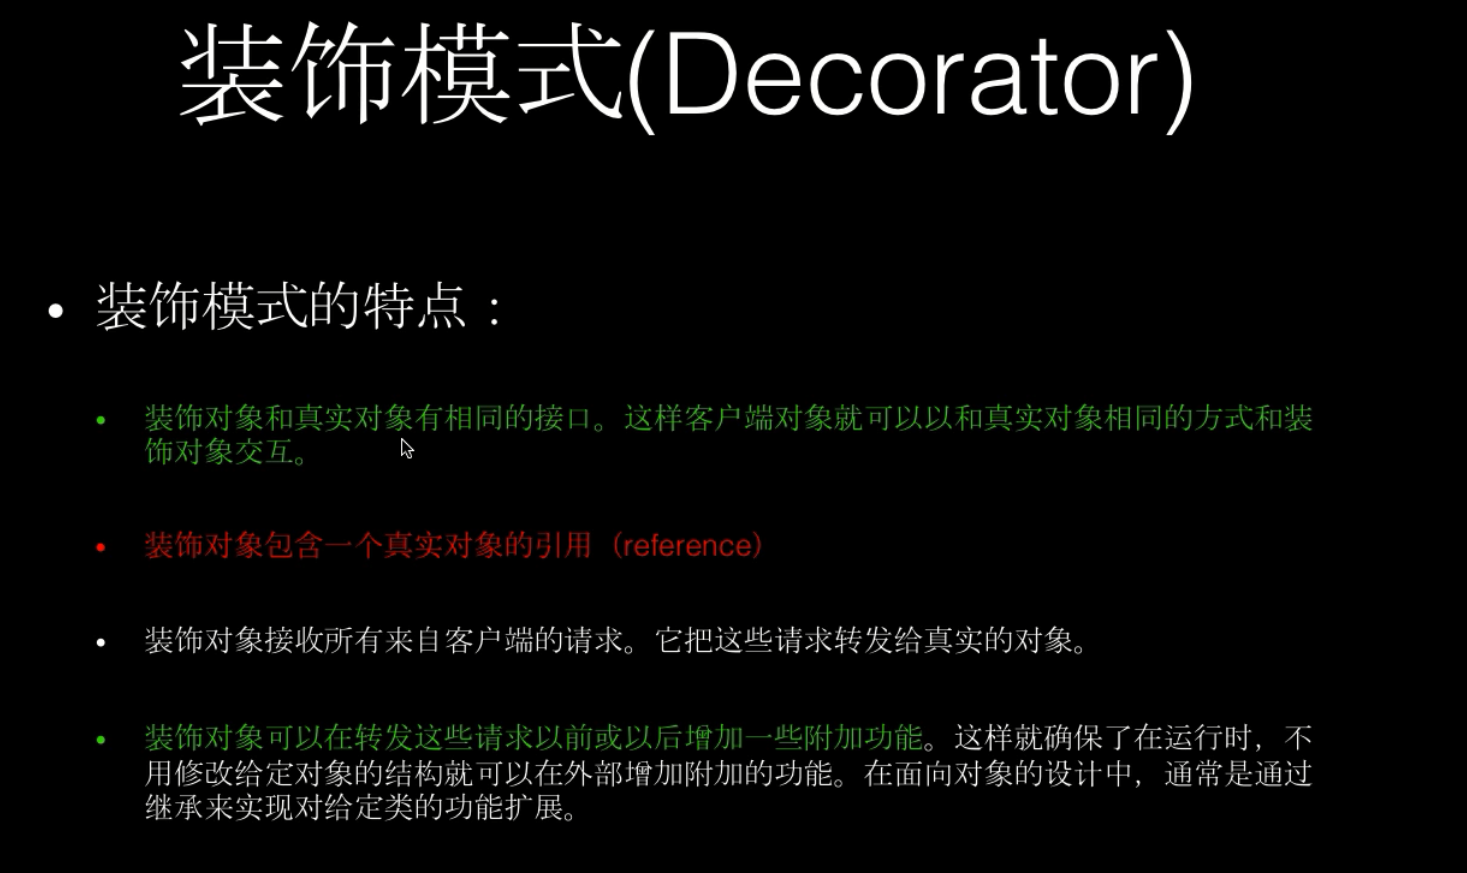 装饰模式(Decorator)
• 装饰模式的特点：
• 装饰对象和真实对象有相同的接口。这样客户端对象就可以以和真实对象相同的方式和装
饰对象交互。
• 装饰对象包含一个真实对象的引用（reference）
• 装饰对象接收所有来自客户端的请求。它把这些请求转发给真实的对象。
• 装饰对象可以在转发这些请求以前或以后增加一些附加功能。这样就确保了在运行时，不
用修改给定对象的结构就可以在外部增加附加的功能。在面向对象的设计中，通常是通过
继承来实现对给定类的功能扩展。